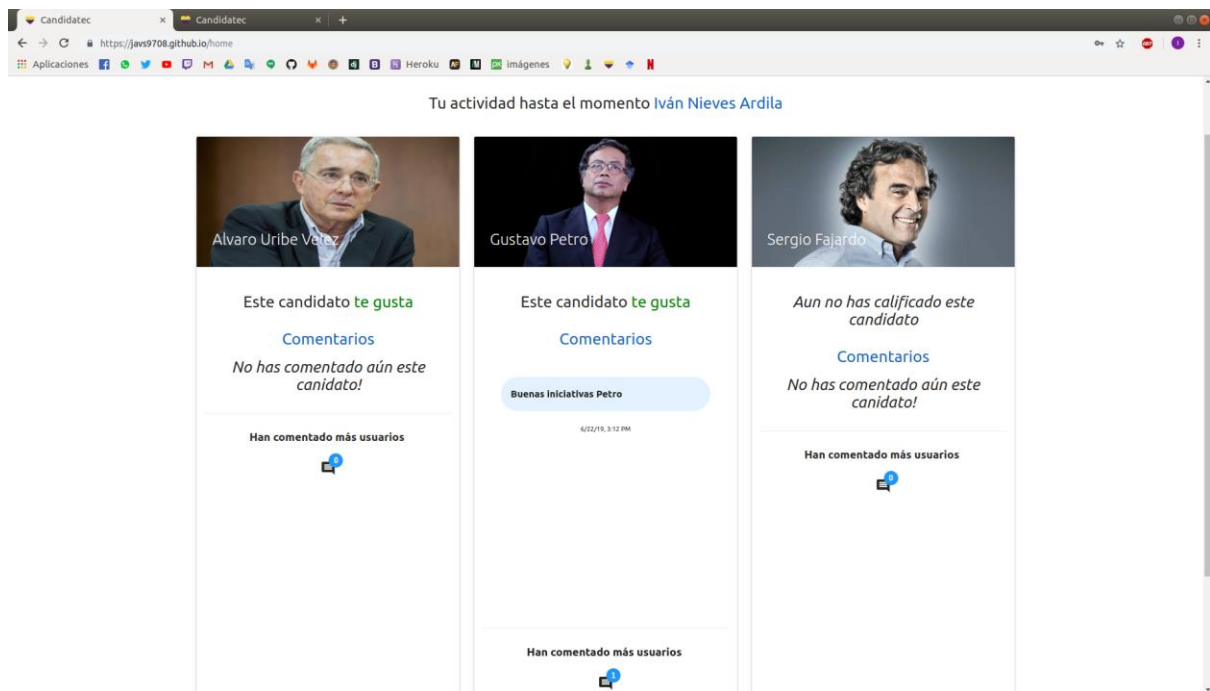 Candidatec
Candidatec
https://javs9708.github.io/home
Aplicaciones
Heroku
imágenes
Tu actividad hasta el momento Iván Nieves Ardila
Alvaro Uribe Velez
Este candidato te gusta
Comentarios
No has comentado aún este
canidato!
Han comentado más usuarios
0
Gustavo Petro
Este candidato te gusta
Comentarios
Buenas iniciativas Petro
6/22/19, 3:12 PM
Han comentado más usuarios
1
Sergio Fajardo
Aun no has calificado este
candidato
Comentarios
No has comentado aún este
canidato!
Han comentado más usuarios
0